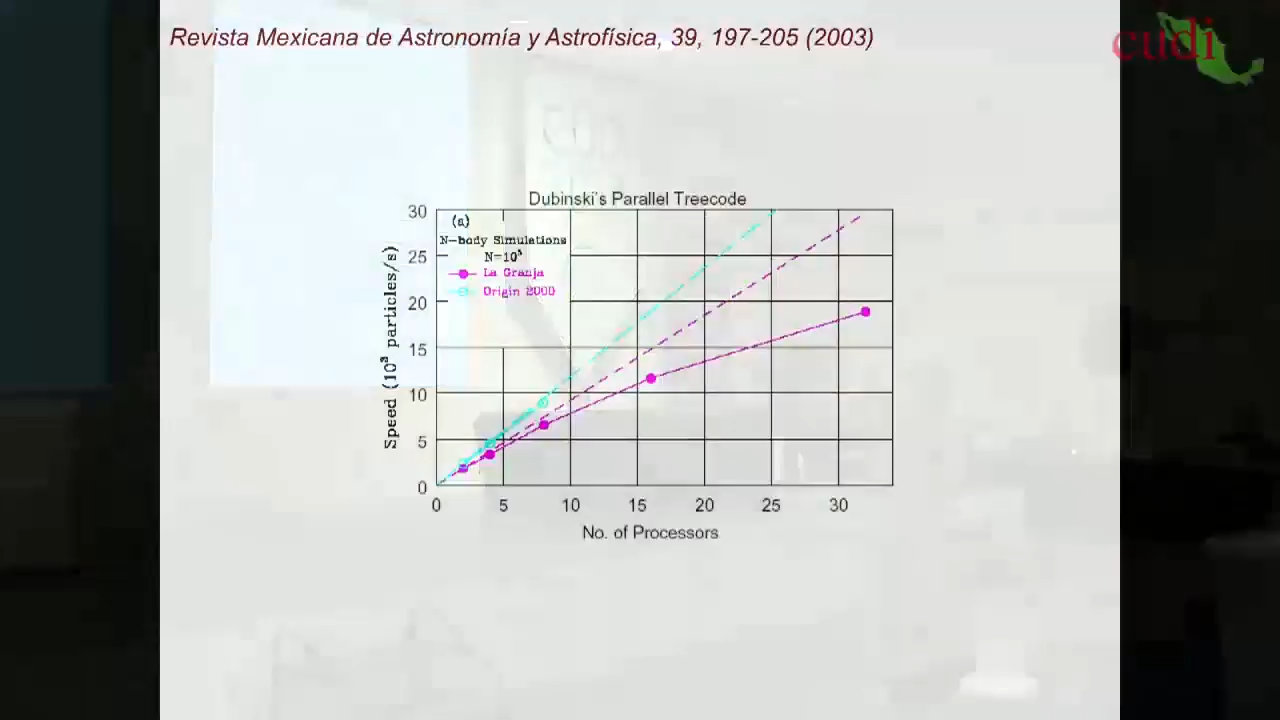 Revista Mexicana de Astronomía y Astrofísica, 39, 197-205 (2003)
cudi
Dubinski's Parallel Treecode
(a)
N-body Simulations
N=10⁵
La Granja
Origin 2000
Speed (10³ particles/s)
30
25
20
15
10
5
0
0 5 10 15 20 25 30
No. of Processors